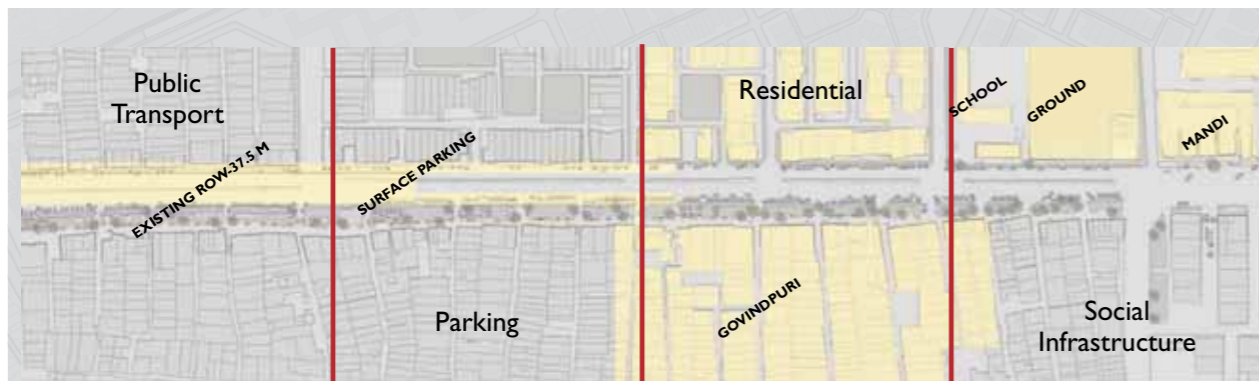 Public
Transport
EXISTING ROW-37.5 M
SURFACE PARKING
Parking
Residential
GOVINDPURI
SCHOOL
GROUND
MANDI
Social
Infrastructure